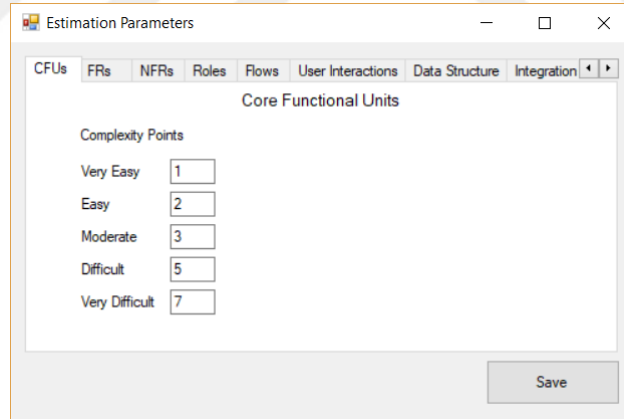 Estimation Parameters
CFUs FRs NFRs Roles Flows User Interactions Data Structure Integration
Core Functional Units
Complexity Points
Very Easy 1
Easy 2
Moderate 3
Difficult 5
Very Difficult 7
Save